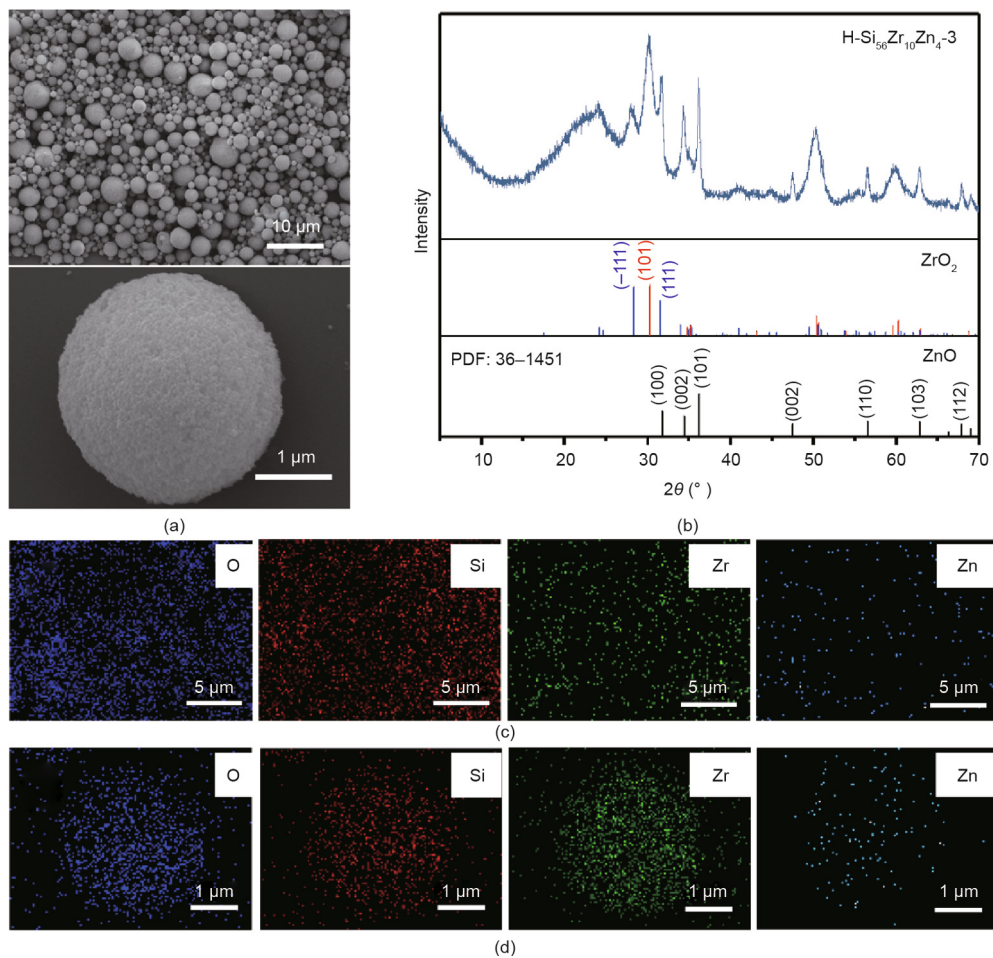 10 µm
1 µm
(a)
H-Si56Zr10Zn4-3
Intensity
ZrO2
(–111)
(101)
(111)
PDF: 36–1451
ZnO
(100)
(002)
(101)
(002)
(110)
(103)
(112)
10 20 30 40 50 60 70
2θ (°)
(b)
O Si Zr Zn
5 µm 5 µm 5 µm 5 µm
(c)
O Si Zr Zn
1 µm 1 µm 1 µm 1 µm
(d)